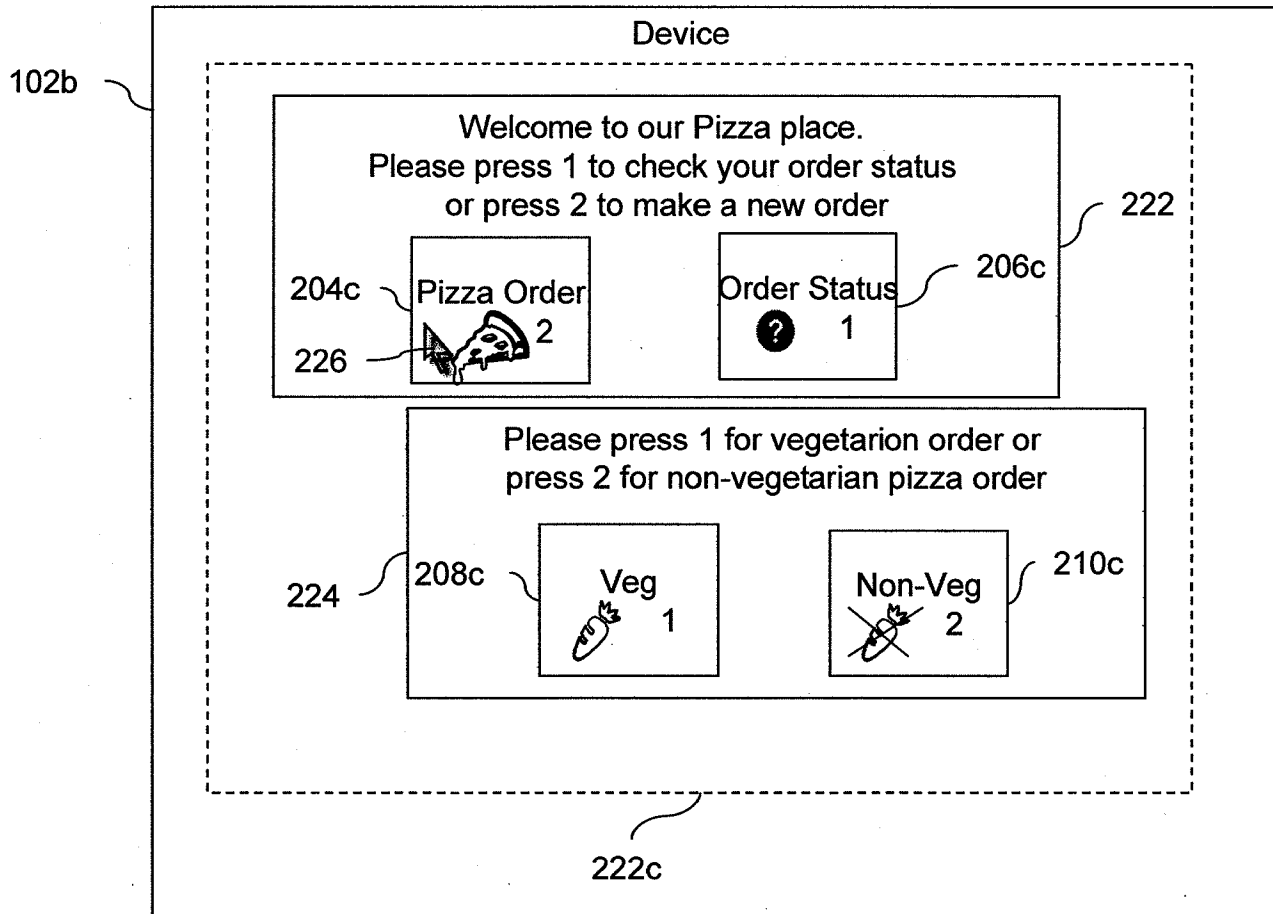 Device
102b
Welcome to our Pizza place.
Please press 1 to check your order status
or press 2 to make a new order
222
204c
Pizza Order
2
226
Order Status
? 1
206c
Please press 1 for vegetarion order or
press 2 for non-vegetarian pizza order
224
208c
Veg
1
Non-Veg
2
210c
222c